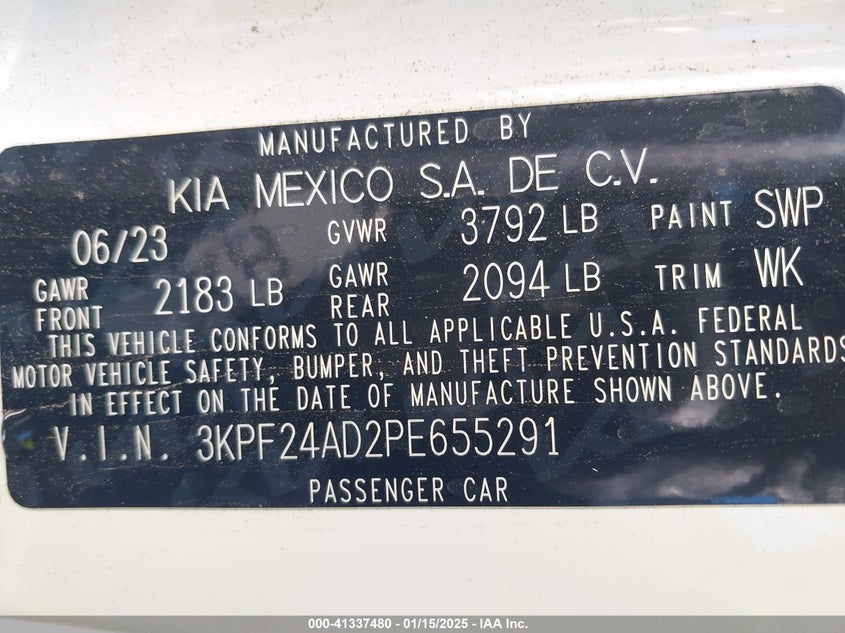 MANUFACTURED BY
KIA MEXICO S.A. DE C.V.
06/23 GVWR 3792 LB PAINT SWP
GAWR FRONT 2183 LB GAWR REAR 2094 LB TRIM WK
THIS VEHICLE CONFORMS TO ALL APPLICABLE U.S.A. FEDERAL
MOTOR VEHICLE SAFETY, BUMPER, AND THEFT PREVENTION STANDARDS
IN EFFECT ON THE DATE OF MANUFACTURE SHOWN ABOVE.
V.I.N. 3KPF24AD2PE655291
PASSENGER CAR
000-41337480 - 01/15/2025 - IAA Inc.